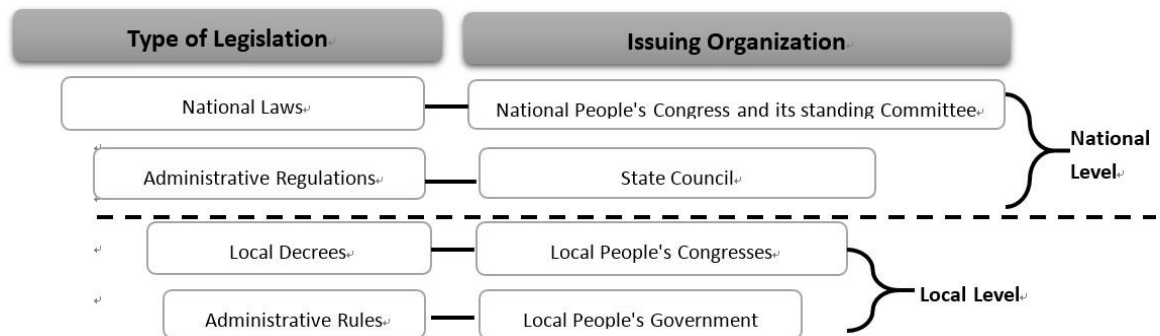 Type of Legislation
Issuing Organization
National Laws
National People's Congress and its standing Committee
National
Level
Administrative Regulations
State Council
Local Decrees
Local People's Congresses
Local Level
Administrative Rules
Local People's Government